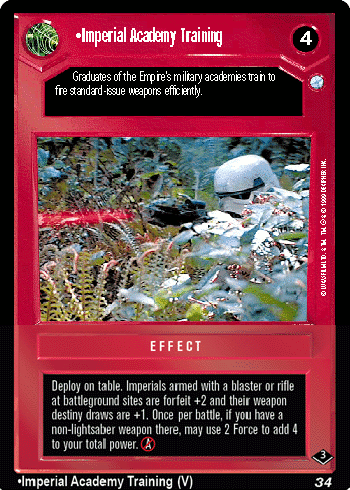 •Imperial Academy Training
4
Graduates of the Empire's military academies train to
fire standard-issue weapons efficiently.
EFFECT
Deploy on table. Imperials armed with a blaster or rifle
at battleground sites are forfeit +2 and their weapon
destiny draws are +1. Once per battle, if you have a
non-lightsaber weapon there, may use 2 Force to add 4
to your total power. A
3
•Imperial Academy Training (V)
34